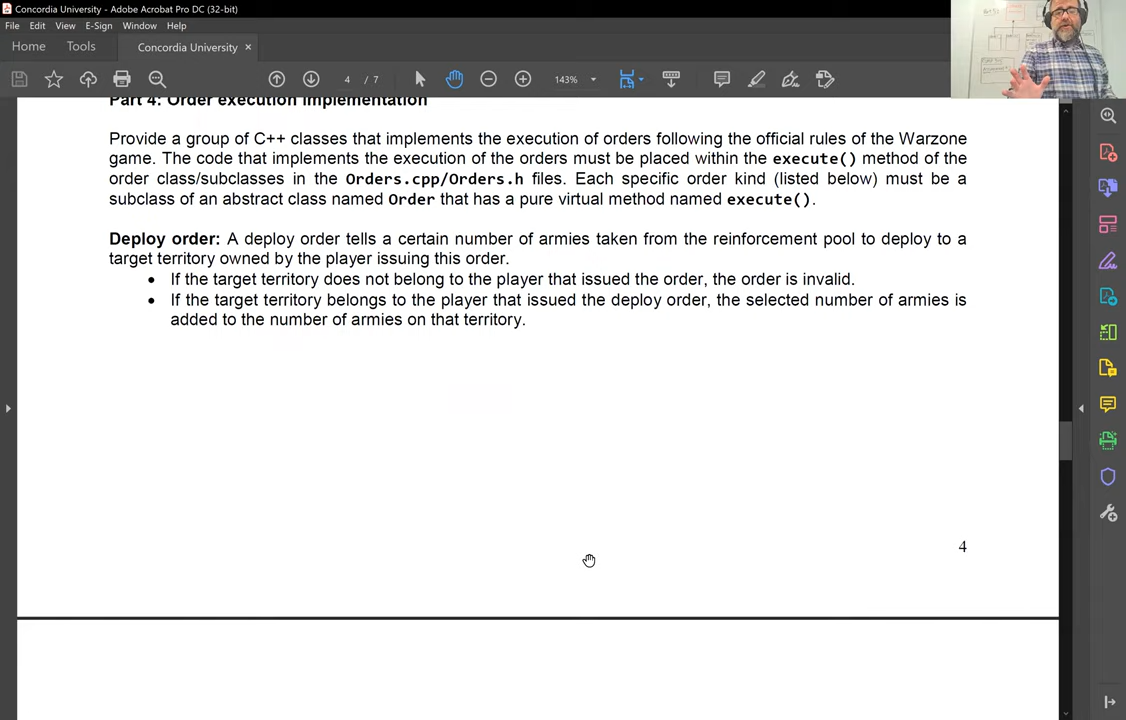 Concordia University - Adobe Acrobat Pro DC (32-bit)
File Edit View E-Sign Window Help
Home Tools Concordia University ×
4 / 7 143%
Part 4: Order execution implementation
Provide a group of C++ classes that implements the execution of orders following the official rules of the Warzone
game. The code that implements the execution of the orders must be placed within the execute() method of the
order class/subclasses in the Orders.cpp/Orders.h files. Each specific order kind (listed below) must be a
subclass of an abstract class named Order that has a pure virtual method named execute().
Deploy order: A deploy order tells a certain number of armies taken from the reinforcement pool to deploy to a
target territory owned by the player issuing this order.
• If the target territory does not belong to the player that issued the order, the order is invalid.
• If the target territory belongs to the player that issued the deploy order, the selected number of armies is
added to the number of armies on that territory.
4